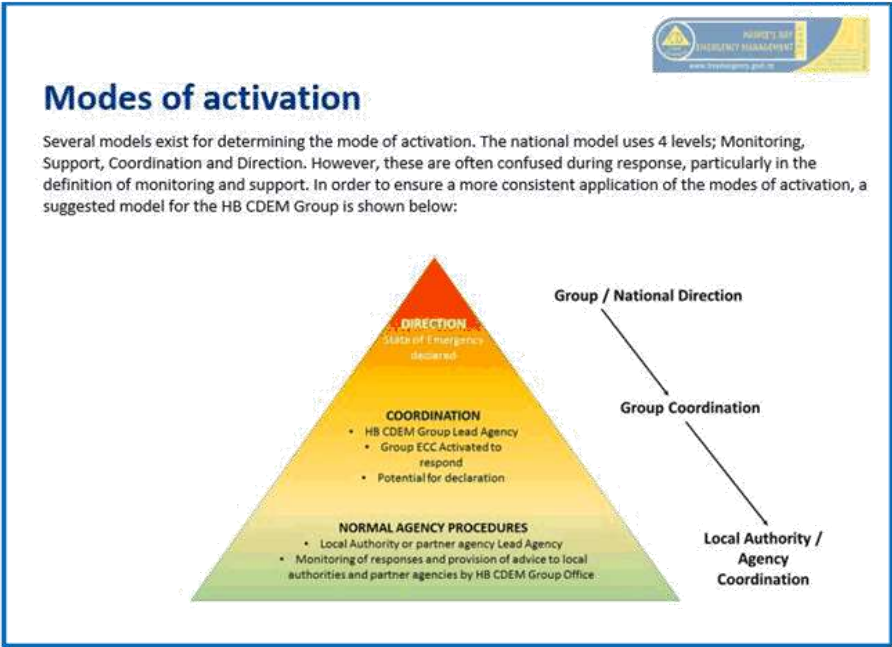 HAWKE'S BAY
EMERGENCY MANAGEMENT
GROUP
Modes of activation
Several models exist for determining the mode of activation. The national model uses 4 levels; Monitoring,
Support, Coordination and Direction. However, these are often confused during response, particularly in the
definition of monitoring and support. In order to ensure a more consistent application of the modes of activation, a
suggested model for the HB CDEM Group is shown below:
Group / National Direction
DIRECTION
State of Emergency
declared
Group Coordination
COORDINATION
• HB CDEM Group Lead Agency
• Group ECC Activated to
respond
• Potential for declaration
NORMAL AGENCY PROCEDURES
• Local Authority or partner agency Lead Agency
• Monitoring of responses and provision of advice to local
authorities and partner agencies by HB CDEM Group Office
Local Authority /
Agency
Coordination